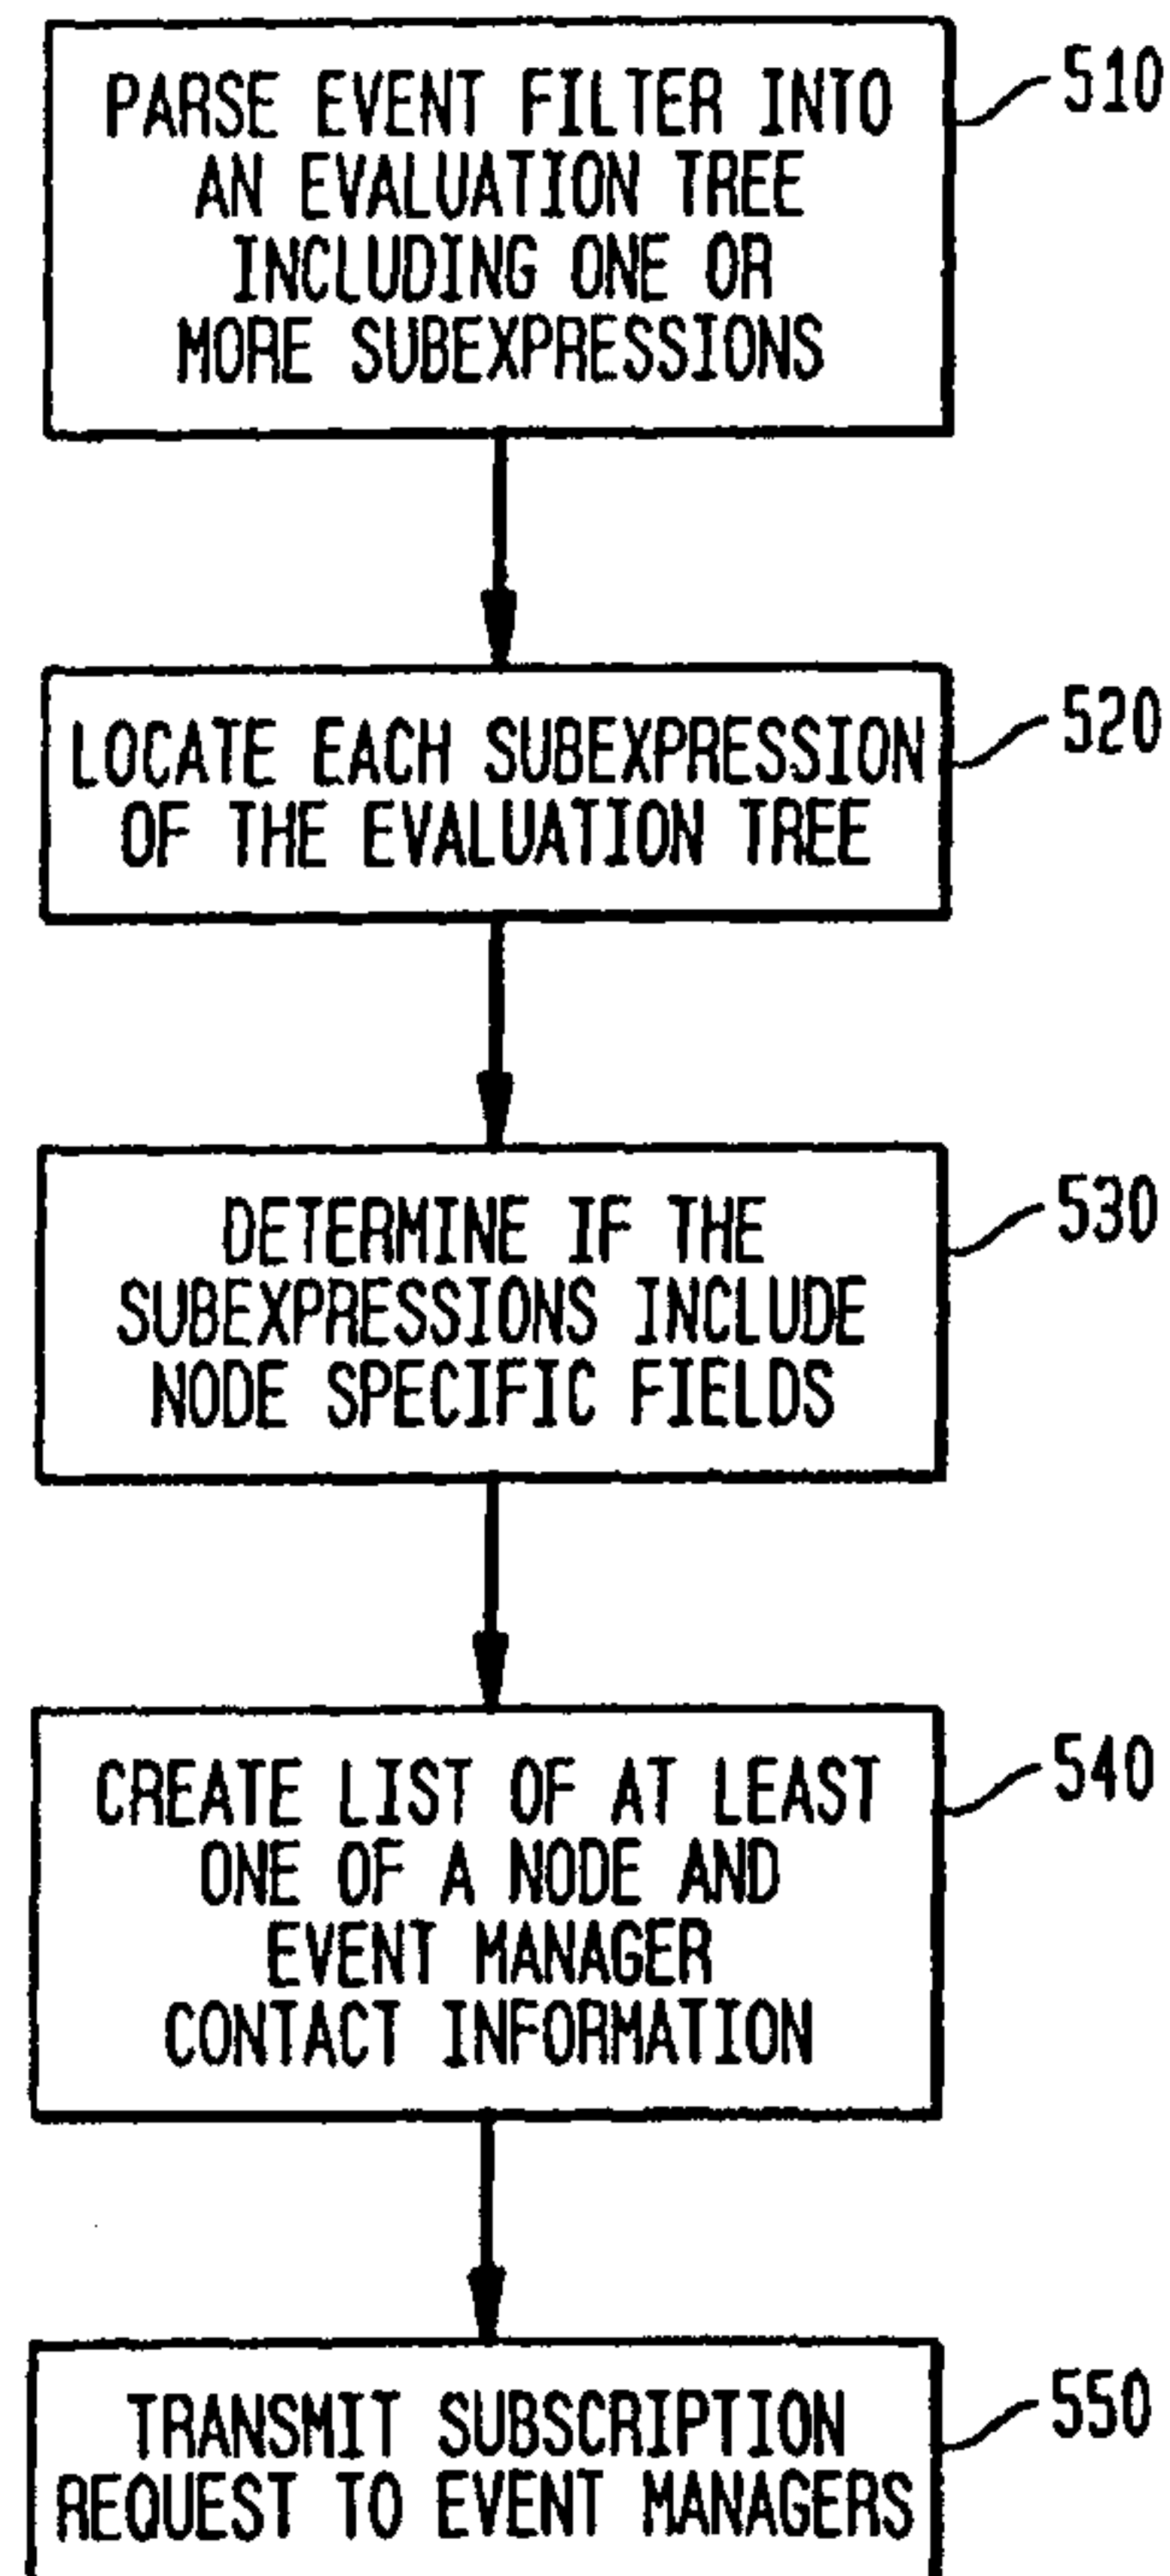 PARSE EVENT FILTER INTO
AN EVALUATION TREE
INCLUDING ONE OR
MORE SUBEXPRESSIONS
510
LOCATE EACH SUBEXPRESSION
OF THE EVALUATION TREE
520
DETERMINE IF THE
SUBEXPRESSIONS INCLUDE
NODE SPECIFIC FIELDS
530
CREATE LIST OF AT LEAST
ONE OF A NODE AND
EVENT MANAGER
CONTACT INFORMATION
540
TRANSMIT SUBSCRIPTION
REQUEST TO EVENT MANAGERS
550